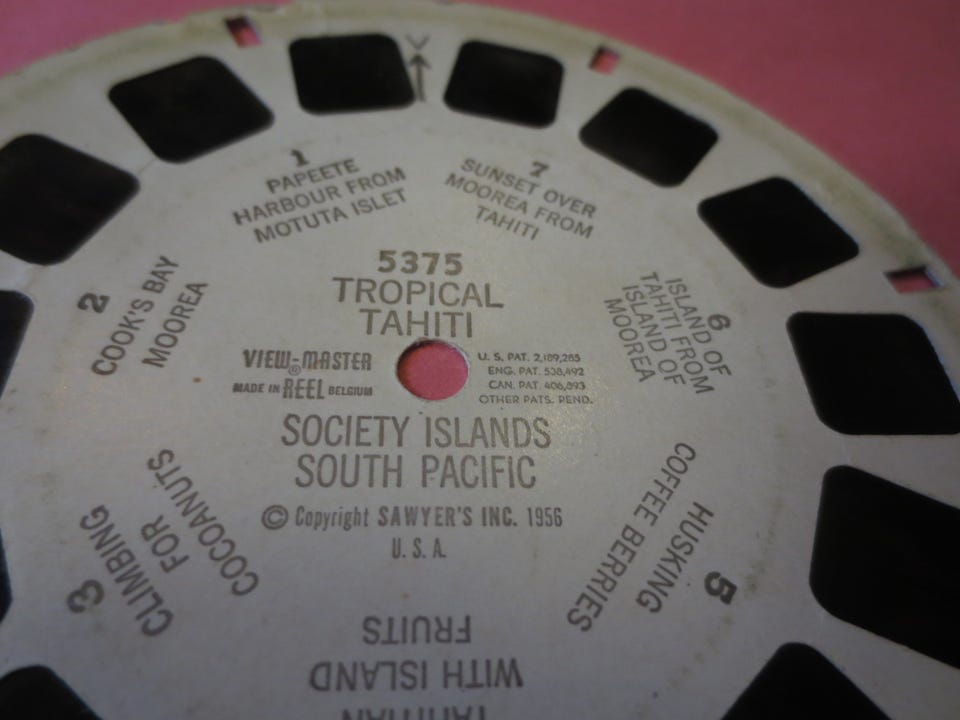 5375
TROPICAL
TAHITI
VIEW-MASTER
®
MADE IN REEL BELGIUM
U. S. PAT. 2,189,285
ENG. PAT. 538,492
CAN. PAT. 406,893
OTHER PATS. PEND.
SOCIETY ISLANDS
SOUTH PACIFIC
© Copyright SAWYER'S INC. 1956
U. S. A.
1
PAPEETE
HARBOUR FROM
MOTUTA ISLET
2
COOK'S BAY
MOOREA
3
CLIMBING
FOR
COCOANUTS
TAHITIAN
WITH ISLAND
FRUITS
5
HUSKING
COFFEE BERRIES
6
ISLAND OF
TAHITI FROM
ISLAND OF
MOOREA
7
SUNSET OVER
MOOREA FROM
TAHITI